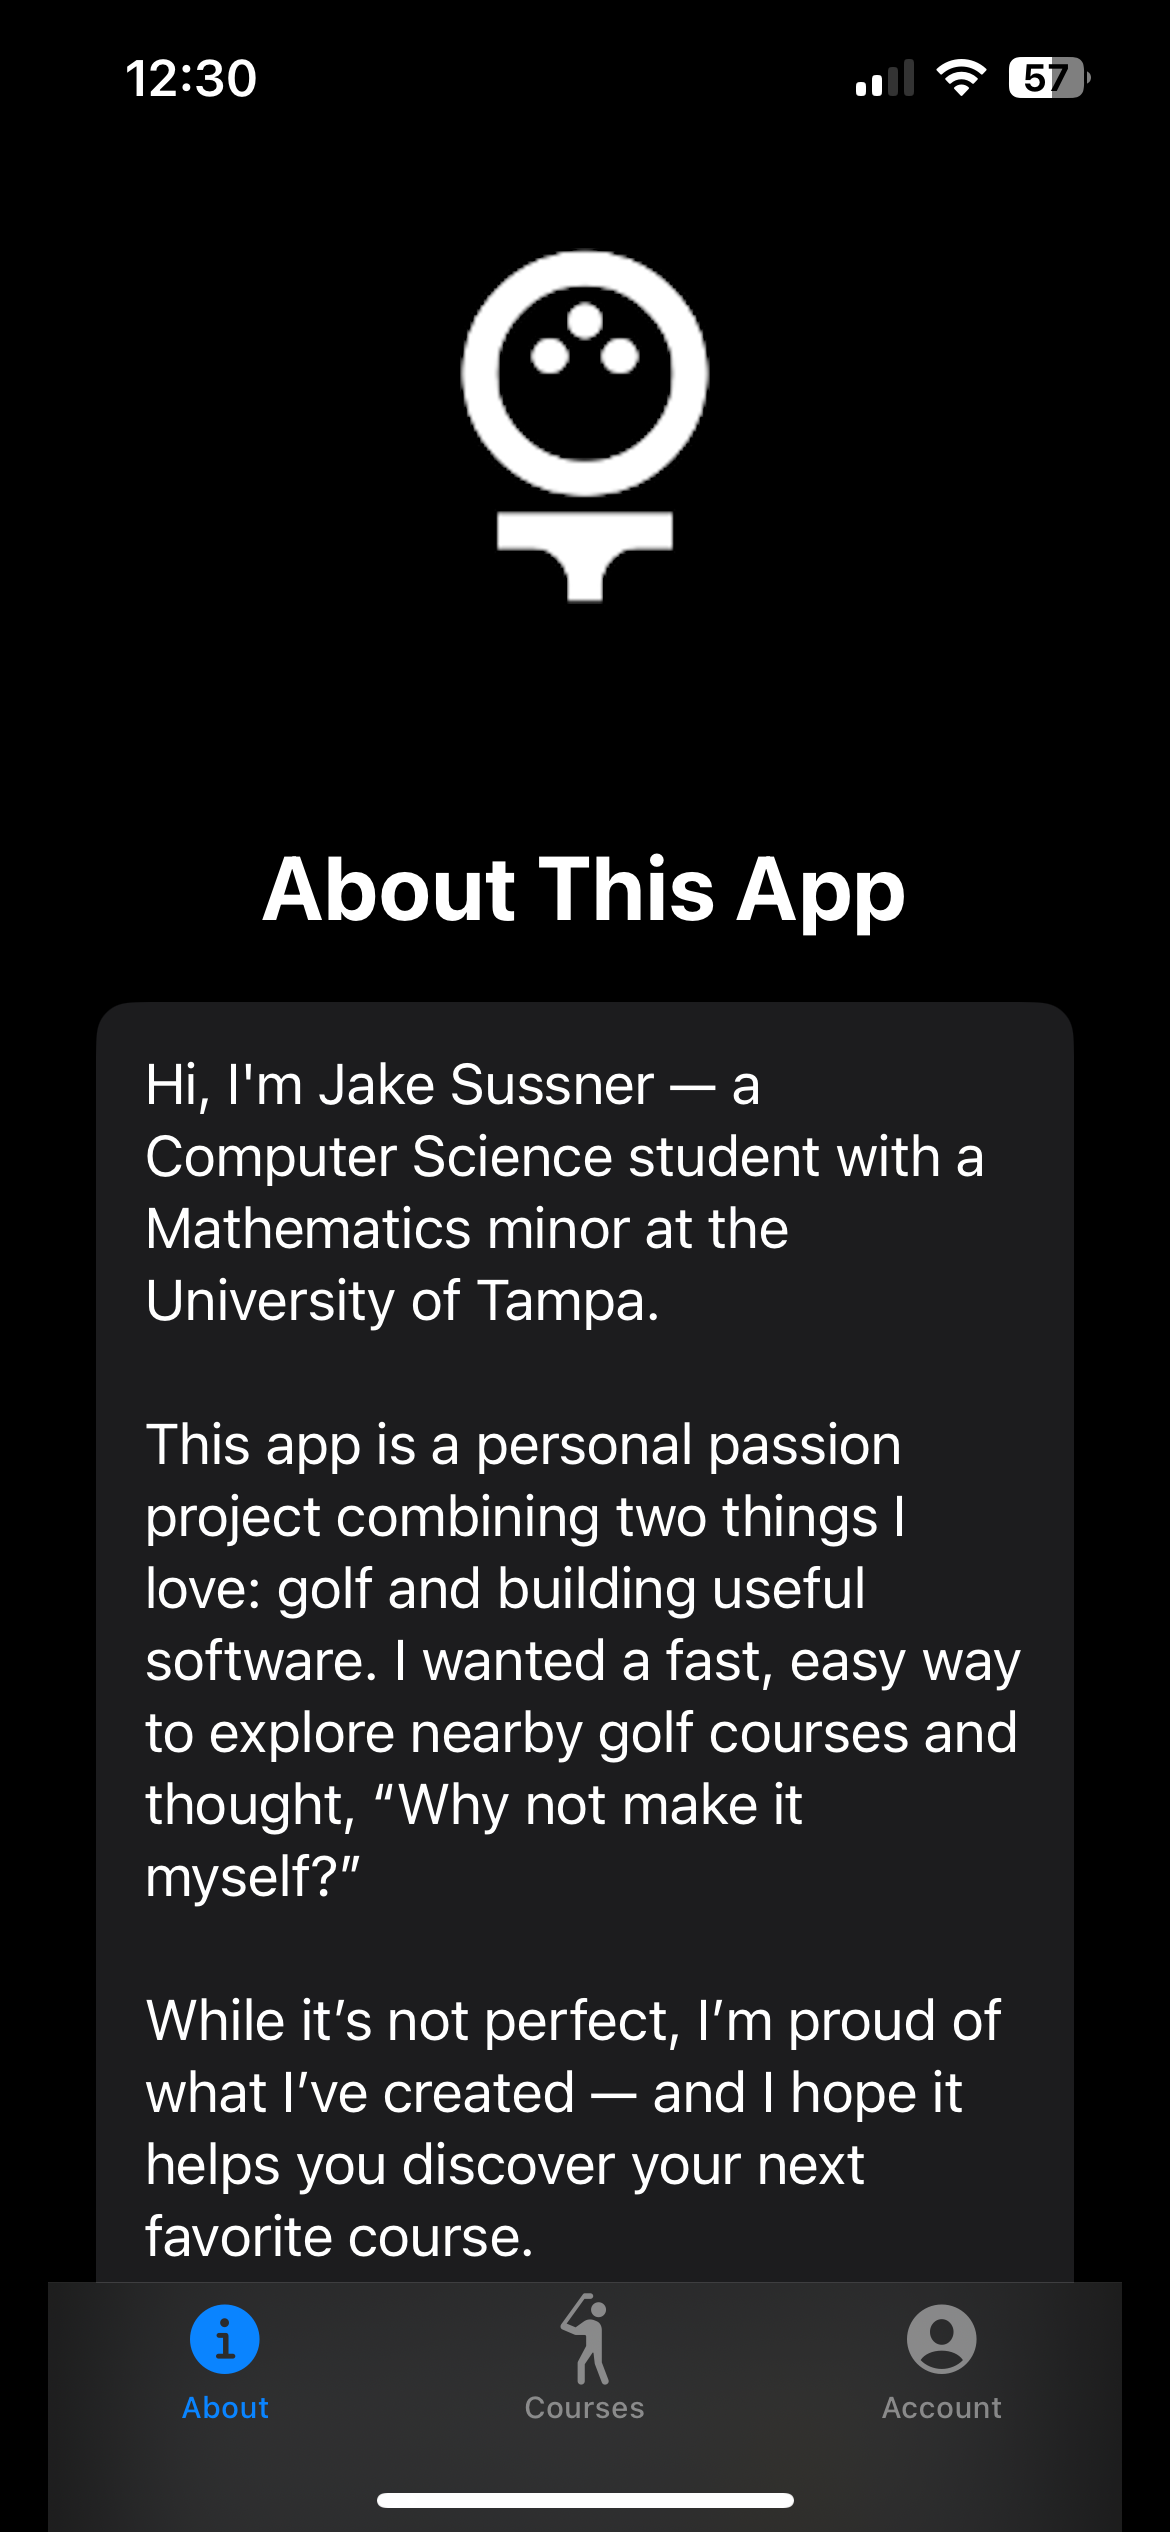 12:30
57
About This App
Hi, I'm Jake Sussner — a
Computer Science student with a
Mathematics minor at the
University of Tampa.
This app is a personal passion
project combining two things I
love: golf and building useful
software. I wanted a fast, easy way
to explore nearby golf courses and
thought, “Why not make it
myself?”
While it’s not perfect, I’m proud of
what I’ve created — and I hope it
helps you discover your next
favorite course.
About
Courses
Account